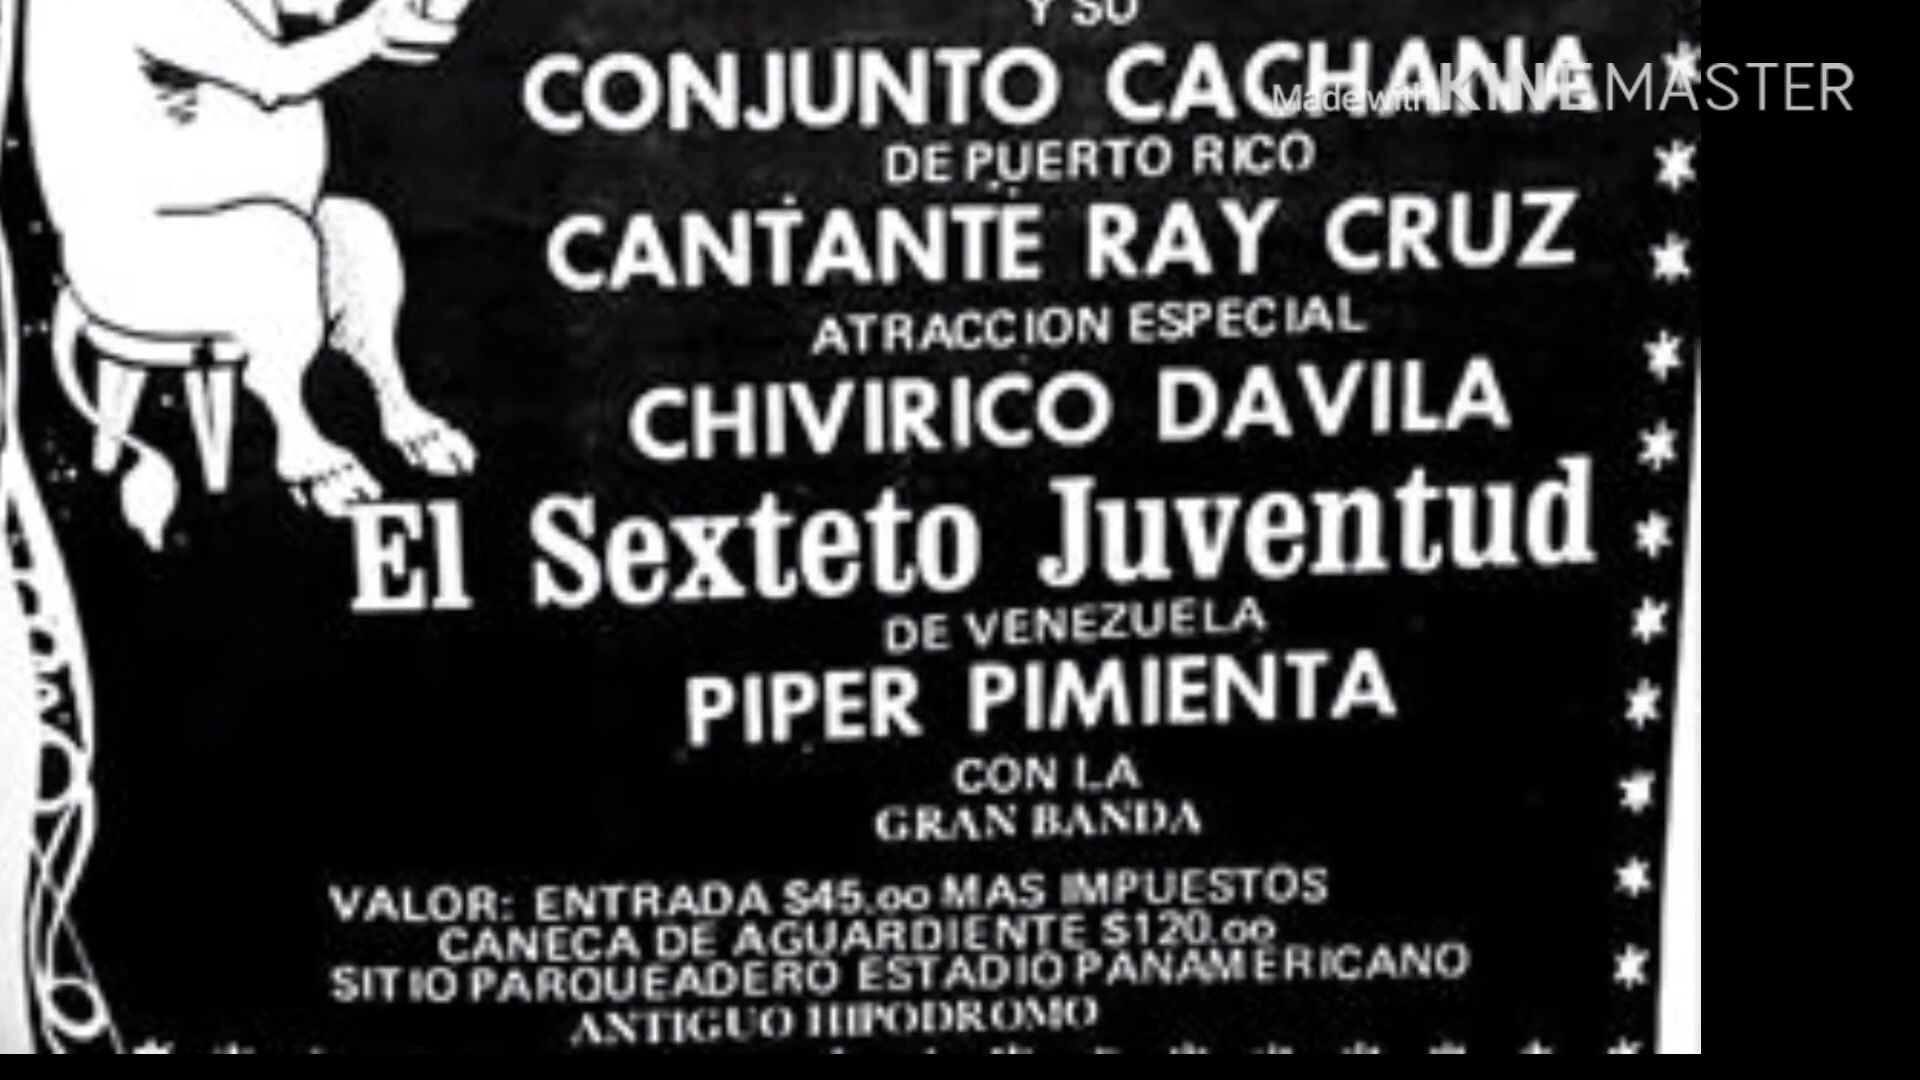 Y SU
CONJUNTO CACHANA
Made with KINEMASTER
DE PUERTO RICO
CANTANTE RAY CRUZ
ATRACCION ESPECIAL
CHIVIRICO DAVILA
El Sexteto Juventud
DE VENEZUELA
PIPER PIMIENTA
CON LA
GRAN BANDA
VALOR: ENTRADA $45.oo MAS IMPUESTOS
CANECA DE AGUARDIENTE $120.oo
SITIO PARQUEADERO ESTADIO PANAMERICANO
ANTIGUO HIPODROMO